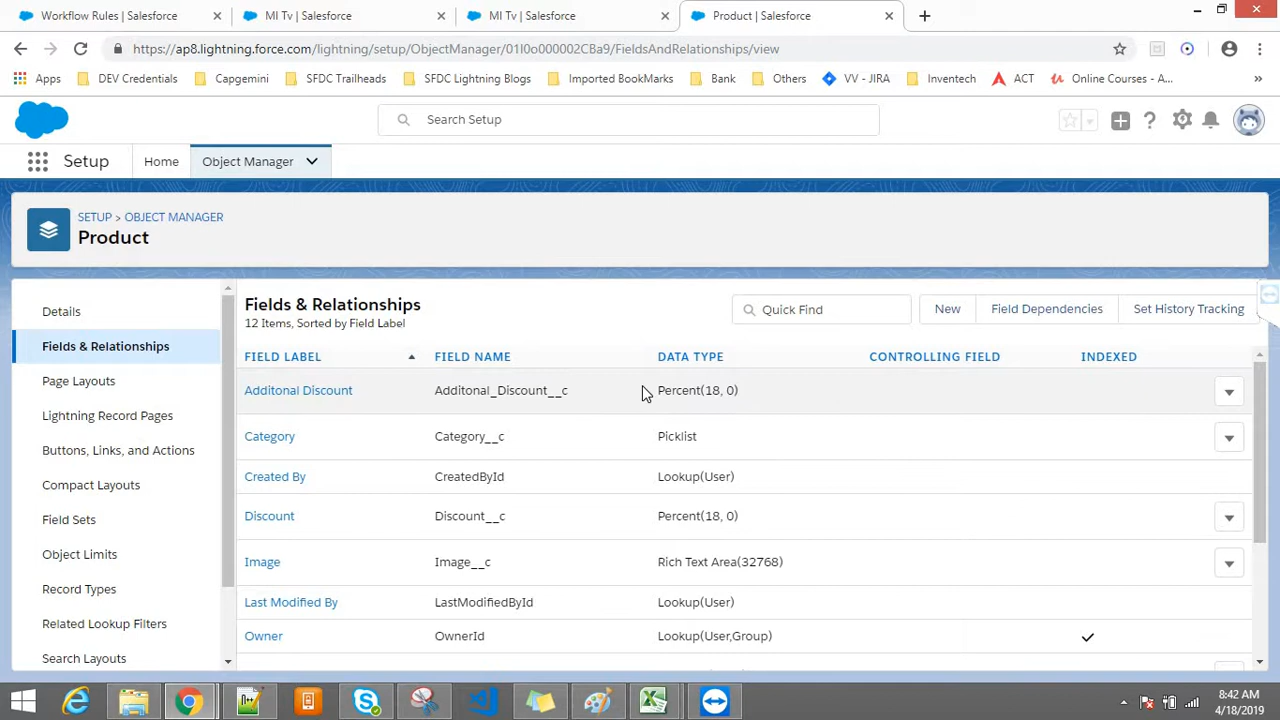 Workflow Rules | Salesforce
MI Tv | Salesforce
MI Tv | Salesforce
Product | Salesforce
https://ap8.lightning.force.com/lightning/setup/ObjectManager/01I0o000002CBa9/FieldsAndRelationships/view
Apps
DEV Credentials
Capgemini
SFDC Trailheads
SFDC Lightning Blogs
Imported BookMarks
Bank
Others
VV - JIRA
Inventech
ACT
Online Courses - A...
Search Setup
Setup
Home
Object Manager
SETUP > OBJECT MANAGER
Product
Details
Fields & Relationships
Page Layouts
Lightning Record Pages
Buttons, Links, and Actions
Compact Layouts
Field Sets
Object Limits
Record Types
Related Lookup Filters
Search Layouts
Fields & Relationships
12 Items, Sorted by Field Label
Quick Find
New
Field Dependencies
Set History Tracking
FIELD LABEL FIELD NAME DATA TYPE CONTROLLING FIELD INDEXED
Additonal Discount Additonal_Discount__c Percent(18, 0)
Category Category__c Picklist
Created By CreatedById Lookup(User)
Discount Discount__c Percent(18, 0)
Image Image__c Rich Text Area(32768)
Last Modified By LastModifiedById Lookup(User)
Owner OwnerId Lookup(User,Group)
8:42 AM
4/18/2019